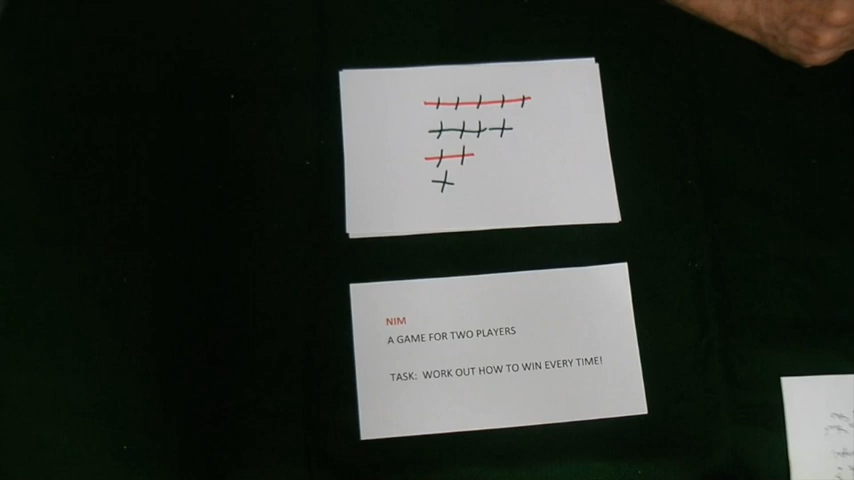 NIM
A GAME FOR TWO PLAYERS
TASK: WORK OUT HOW TO WIN EVERY TIME!